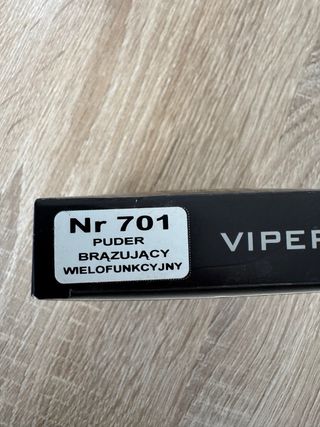 Nr 701
PUDER
BRĄZUJĄCY
WIELOFUNKCYJNY
VIPER